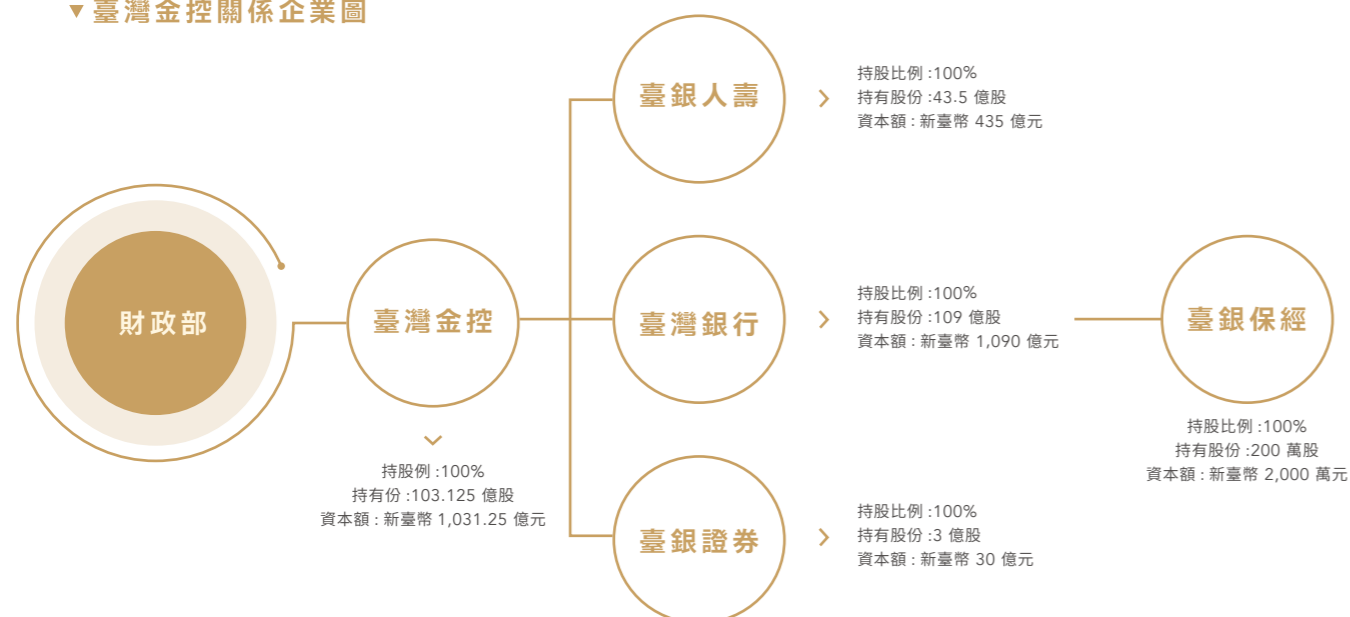 ▼臺灣金控關係企業圖
臺銀人壽
持股比例 :100%
持有股份 :43.5 億股
資本額 : 新臺幣 435 億元
財政部
臺灣金控
持股例 :100%
持有份 :103.125 億股
資本額 : 新臺幣 1,031.25 億元
臺灣銀行
持股比例 :100%
持有股份 :109 億股
資本額 : 新臺幣 1,090 億元
臺銀保經
持股比例 :100%
持有股份 :200 萬股
資本額 : 新臺幣 2,000 萬元
臺銀證券
持股比例 :100%
持有股份 :3 億股
資本額 : 新臺幣 30 億元